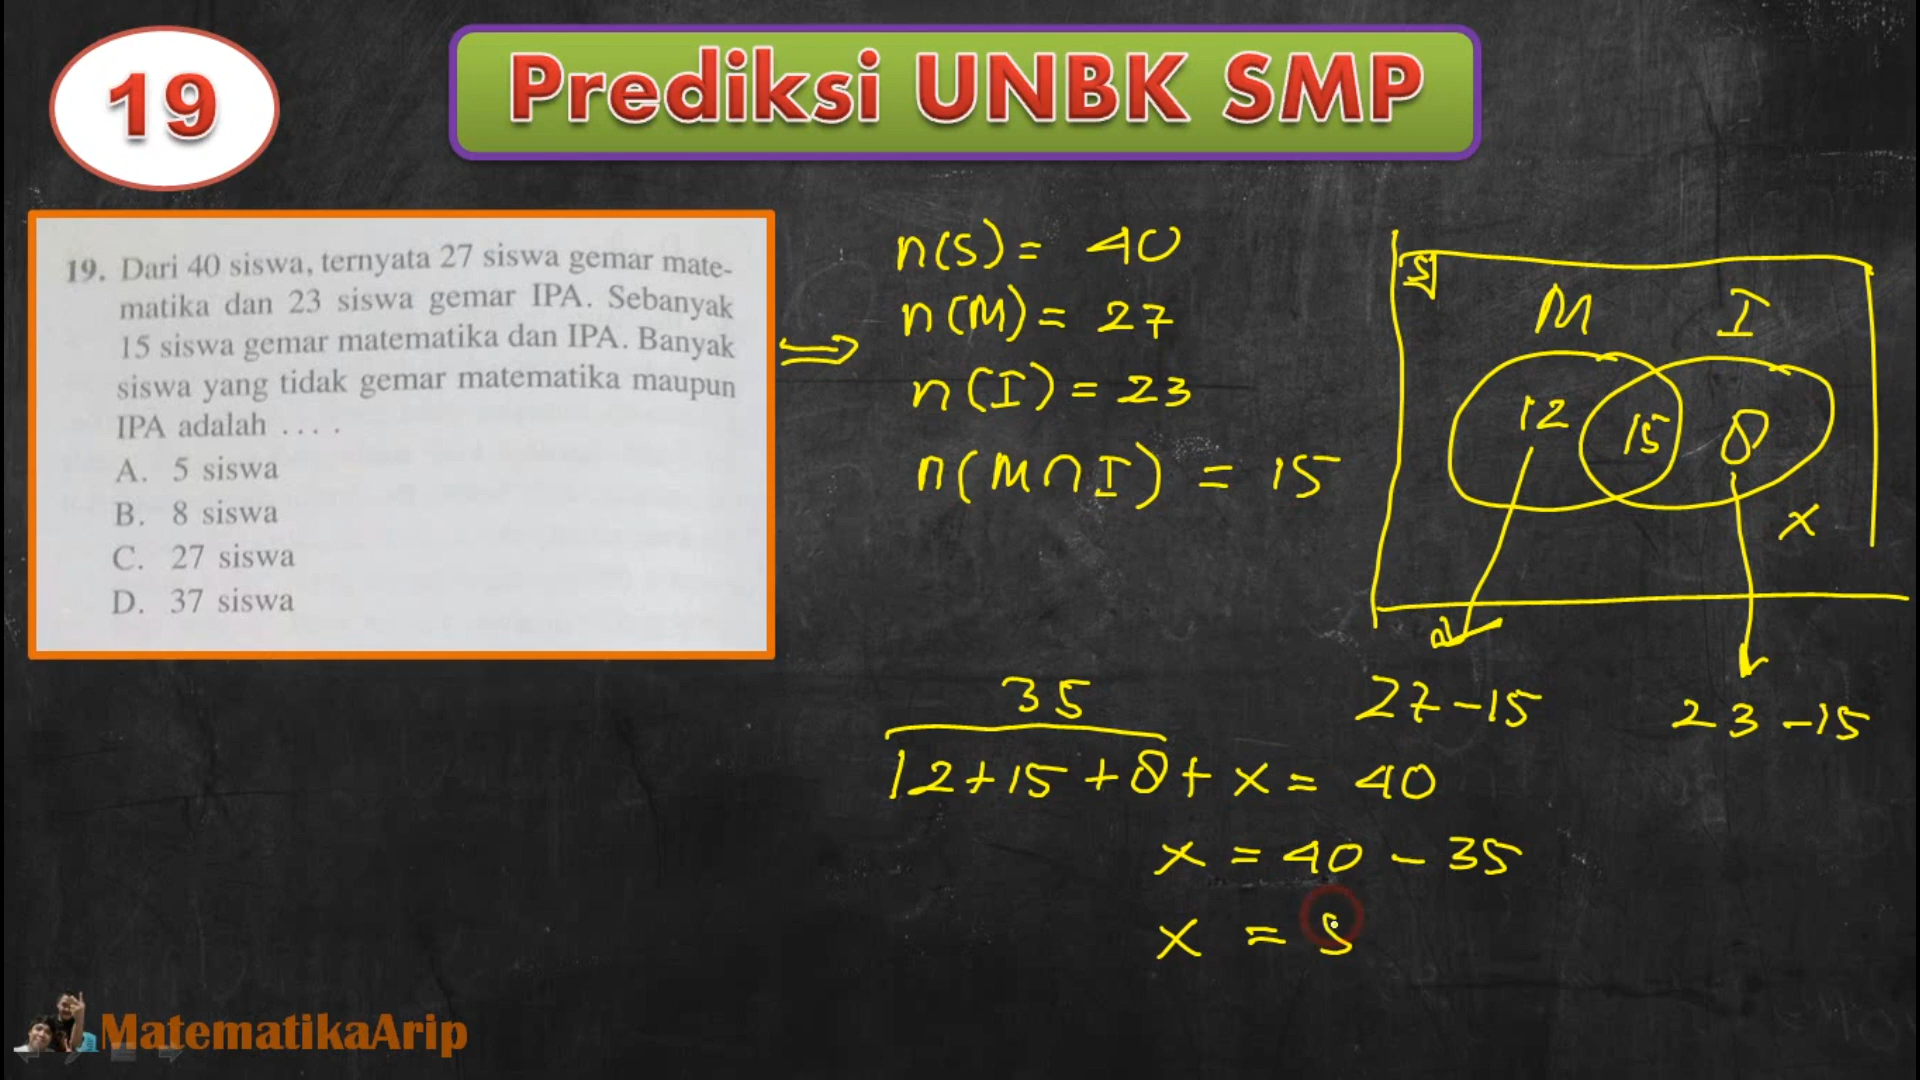 19
Prediksi UNBK SMP
19. Dari 40 siswa, ternyata 27 siswa gemar mate-
matika dan 23 siswa gemar IPA. Sebanyak
15 siswa gemar matematika dan IPA. Banyak
siswa yang tidak gemar matematika maupun
IPA adalah ....
A. 5 siswa
B. 8 siswa
C. 27 siswa
D. 37 siswa
n(S) = 40
n(M) = 27
n(I) = 23
n(M∩I) = 15
S
M I
12 15 8
x
27-15 23-15
35
12+15+8+x = 40
x = 40 - 35
x = 5
MatematikaArip